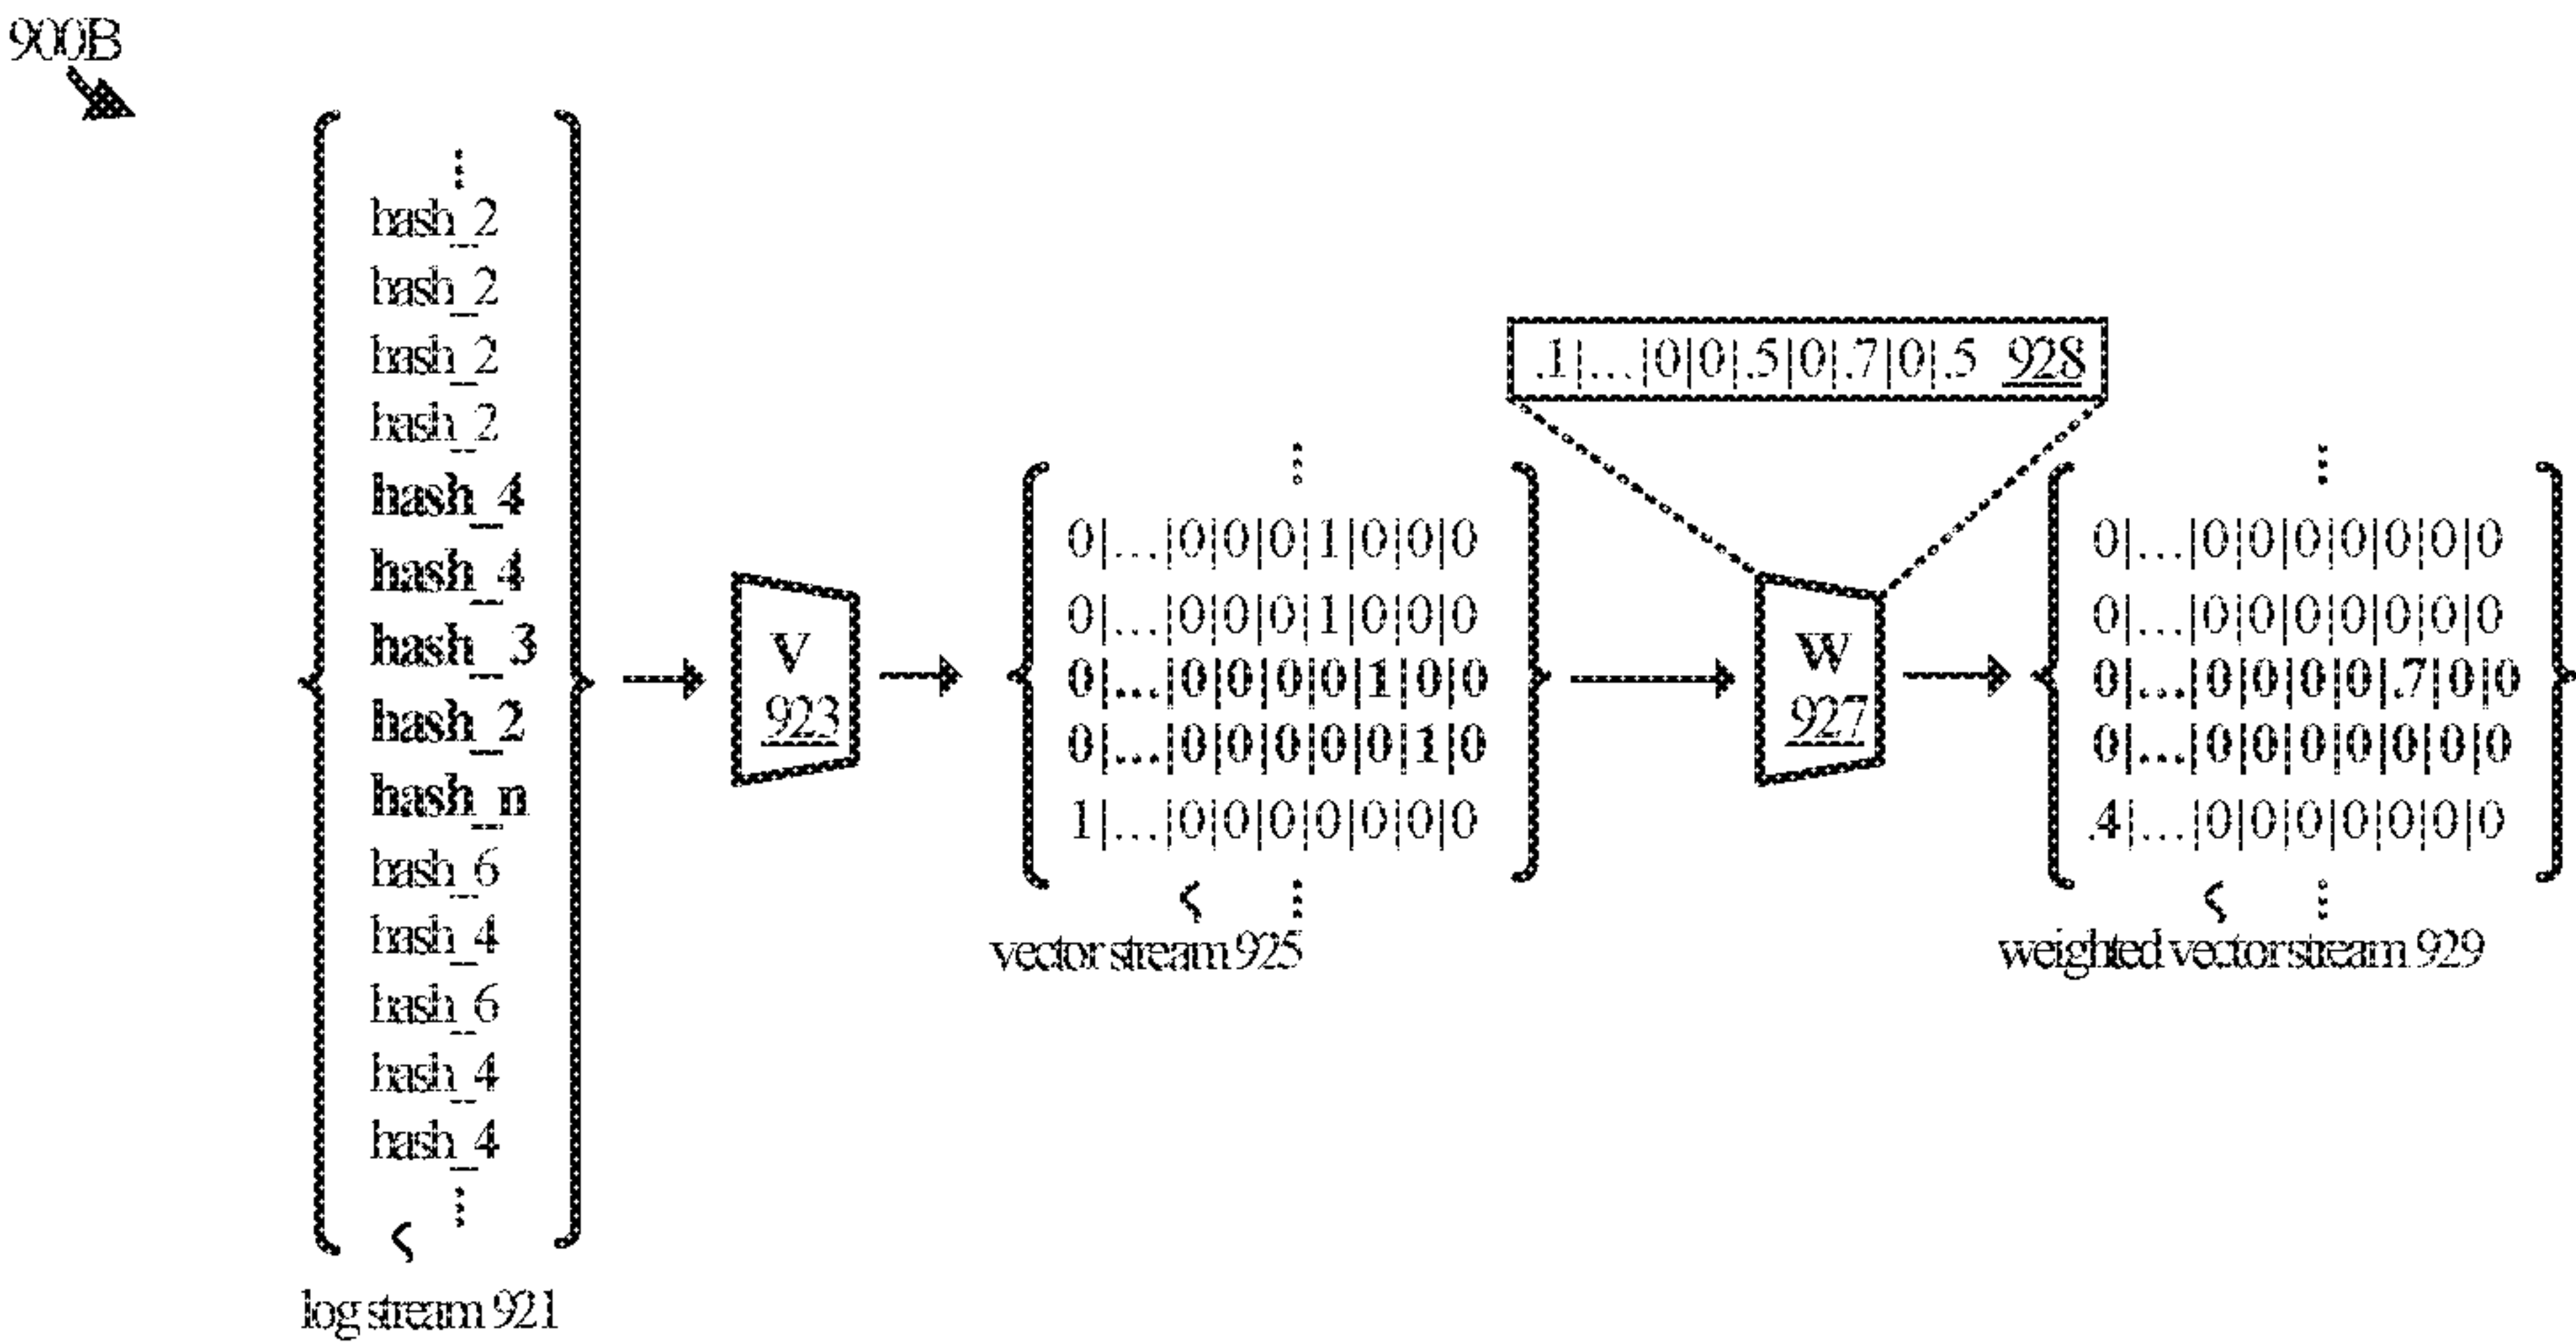 900B
⋮
hash_2
hash_2
hash_2
hash_2
hash_4
hash_4
hash_3
hash_2
hash_n
hash_6
hash_4
hash_6
hash_4
hash_4
⋮
log stream 921
V
923
⋮
0|...|0|0|0|1|0|0|0
0|...|0|0|0|1|0|0|0
0|...|0|0|0|0|1|0|0
0|...|0|0|0|0|0|1|0
1|...|0|0|0|0|0|0|0
⋮
vector stream 925
.1|...|0|0|.5|0|.7|0|.5 928
W
927
⋮
0|...|0|0|0|0|0|0|0
0|...|0|0|0|0|0|0|0
0|...|0|0|0|0|.7|0|0
0|...|0|0|0|0|0|0|0
.4|...|0|0|0|0|0|0|0
⋮
weighted vector stream 929